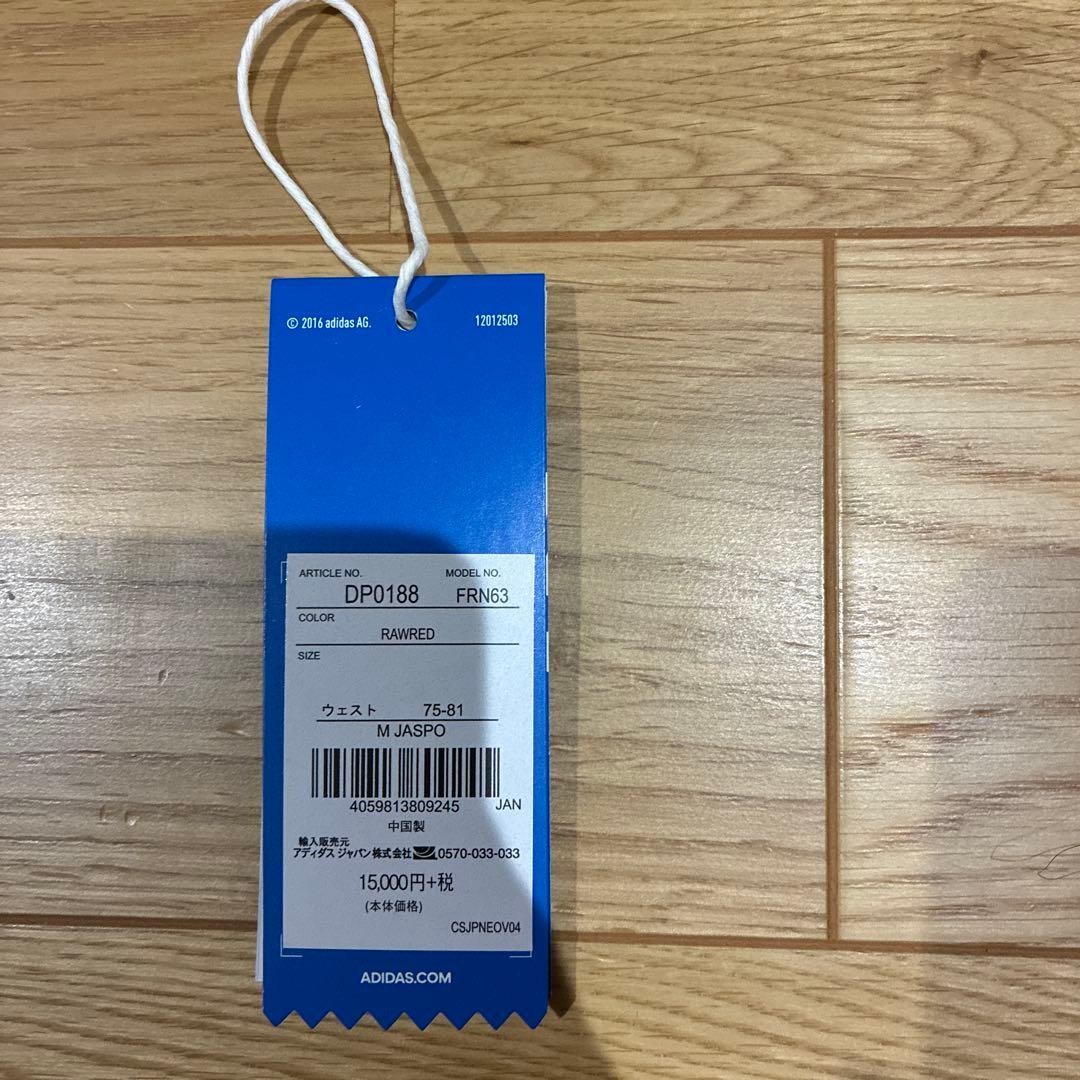 © 2016 adidas AG. 12012503
ARTICLE NO. MODEL NO.
DP0188 FRN63
COLOR
RAWRED
SIZE
ウェスト 75-81
M JASPO
4059813809245 JAN
中国製
輸入販売元
アディダス ジャパン株式会社 0570-033-033
15,000円+税
(本体価格)
CSJPNEOV04
ADIDAS.COM